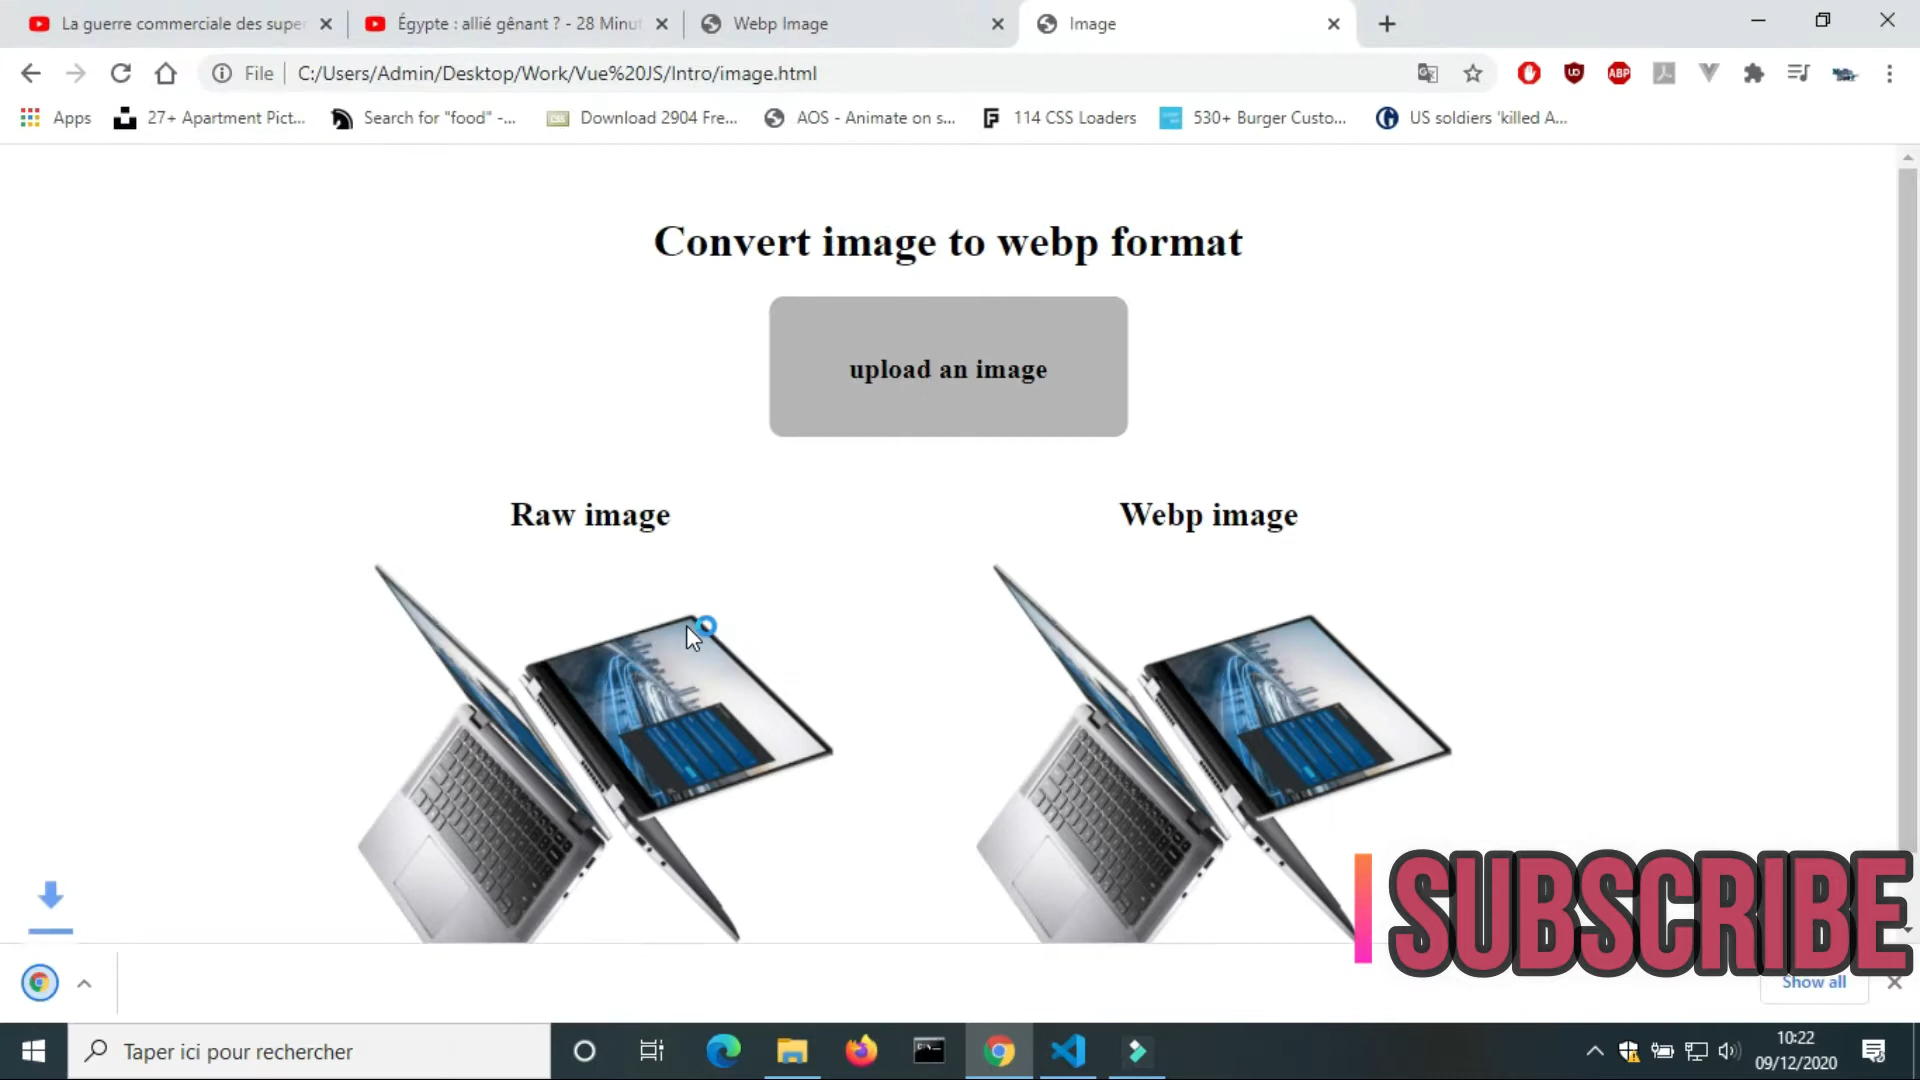 La guerre commerciale des super
Égypte : allié gênant ? - 28 Minut
Webp Image
Image
File
C:/Users/Admin/Desktop/Work/Vue%20JS/Intro/image.html
UD
ABP
Apps
27+ Apartment Pict...
Search for "food" -...
CSS
Download 2904 Fre...
AOS - Animate on s...
114 CSS Loaders
530+ Burger Custo...
US soldiers 'killed A...
Convert image to webp format
upload an image
Raw image
Webp image
SUBSCRIBE
Show all
Taper ici pour rechercher
10:22
09/12/2020